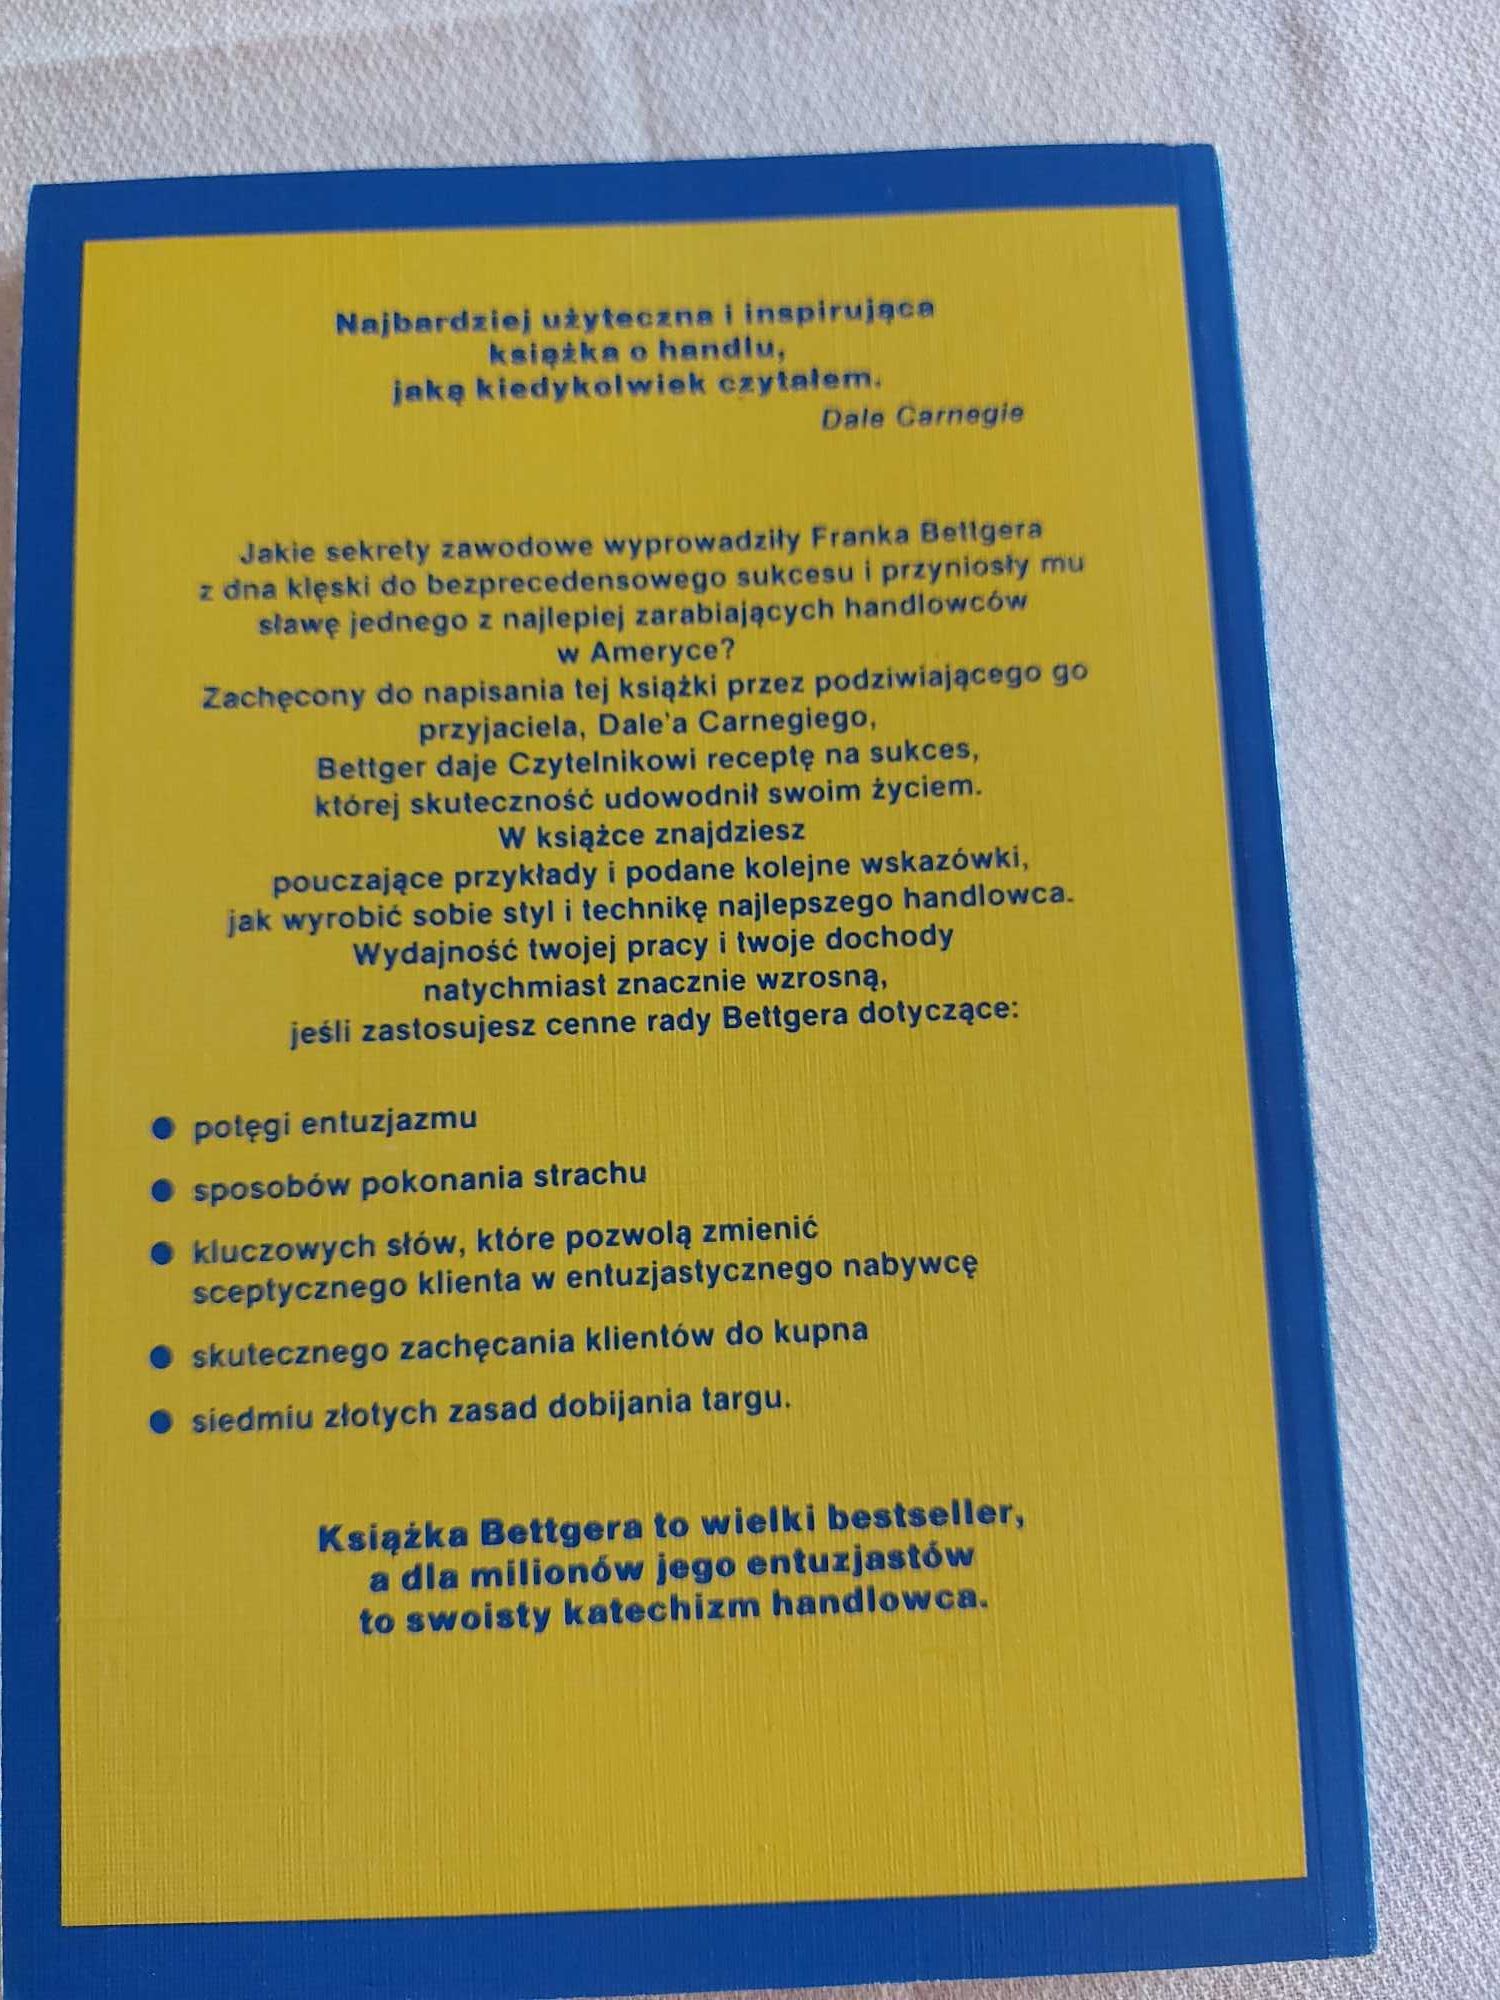 Najbardziej użyteczna i inspirująca
książka o handlu,
jaką kiedykolwiek czytałem.
Dale Carnegie
Jakie sekrety zawodowe wyprowadziły Franka Bettgera
z dna klęski do bezprecedensowego sukcesu i przyniosły mu
sławę jednego z najlepiej zarabiających handlowców
w Ameryce?
Zachęcony do napisania tej książki przez podziwiającego go
przyjaciela, Dale'a Carnegiego,
Bettger daje Czytelnikowi receptę na sukces,
której skuteczność udowodnił swoim życiem.
W książce znajdziesz
pouczające przykłady i podane kolejne wskazówki,
jak wyrobić sobie styl i technikę najlepszego handlowca.
Wydajność twojej pracy i twoje dochody
natychmiast znacznie wzrosną,
jeśli zastosujesz cenne rady Bettgera dotyczące:
● potęgi entuzjazmu
● sposobów pokonania strachu
● kluczowych słów, które pozwolą zmienić
sceptycznego klienta w entuzjastycznego nabywcę
● skutecznego zachęcania klientów do kupna
● siedmiu złotych zasad dobijania targu.
Książka Bettgera to wielki bestseller,
a dla milionów jego entuzjastów
to swoisty katechizm handlowca.